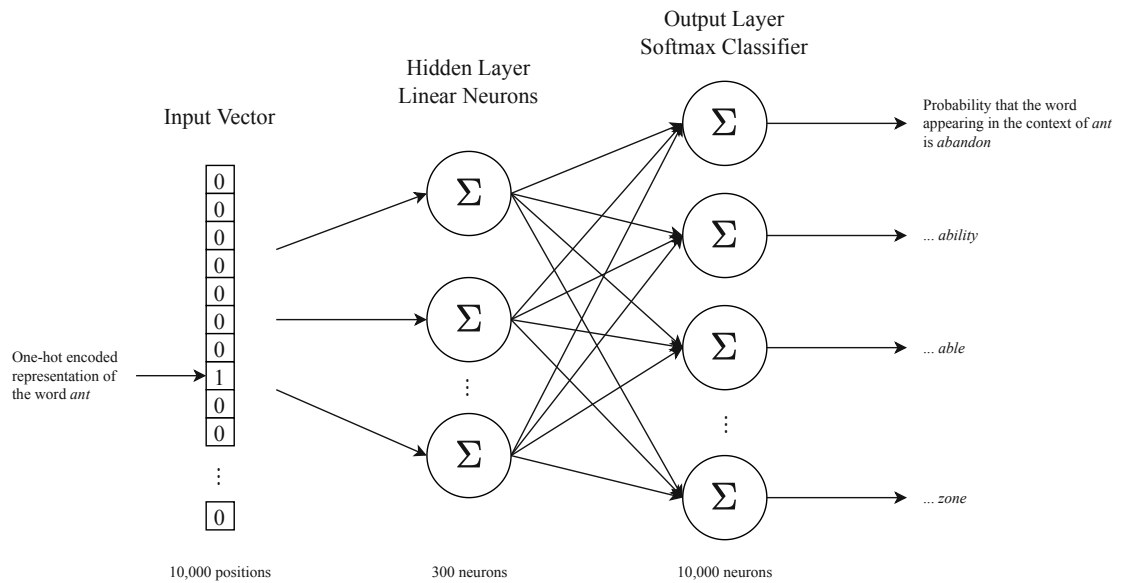 Output Layer
Softmax Classifier
Hidden Layer
Linear Neurons
Input Vector
0
0
0
0
0
0
0
1
0
0
⋮
0
One-hot encoded
representation of
the word ant
Σ
Σ
⋮
Σ
Σ
Σ
Σ
⋮
Σ
Probability that the word
appearing in the context of ant
is abandon
... ability
... able
... zone
10,000 positions
300 neurons
10,000 neurons